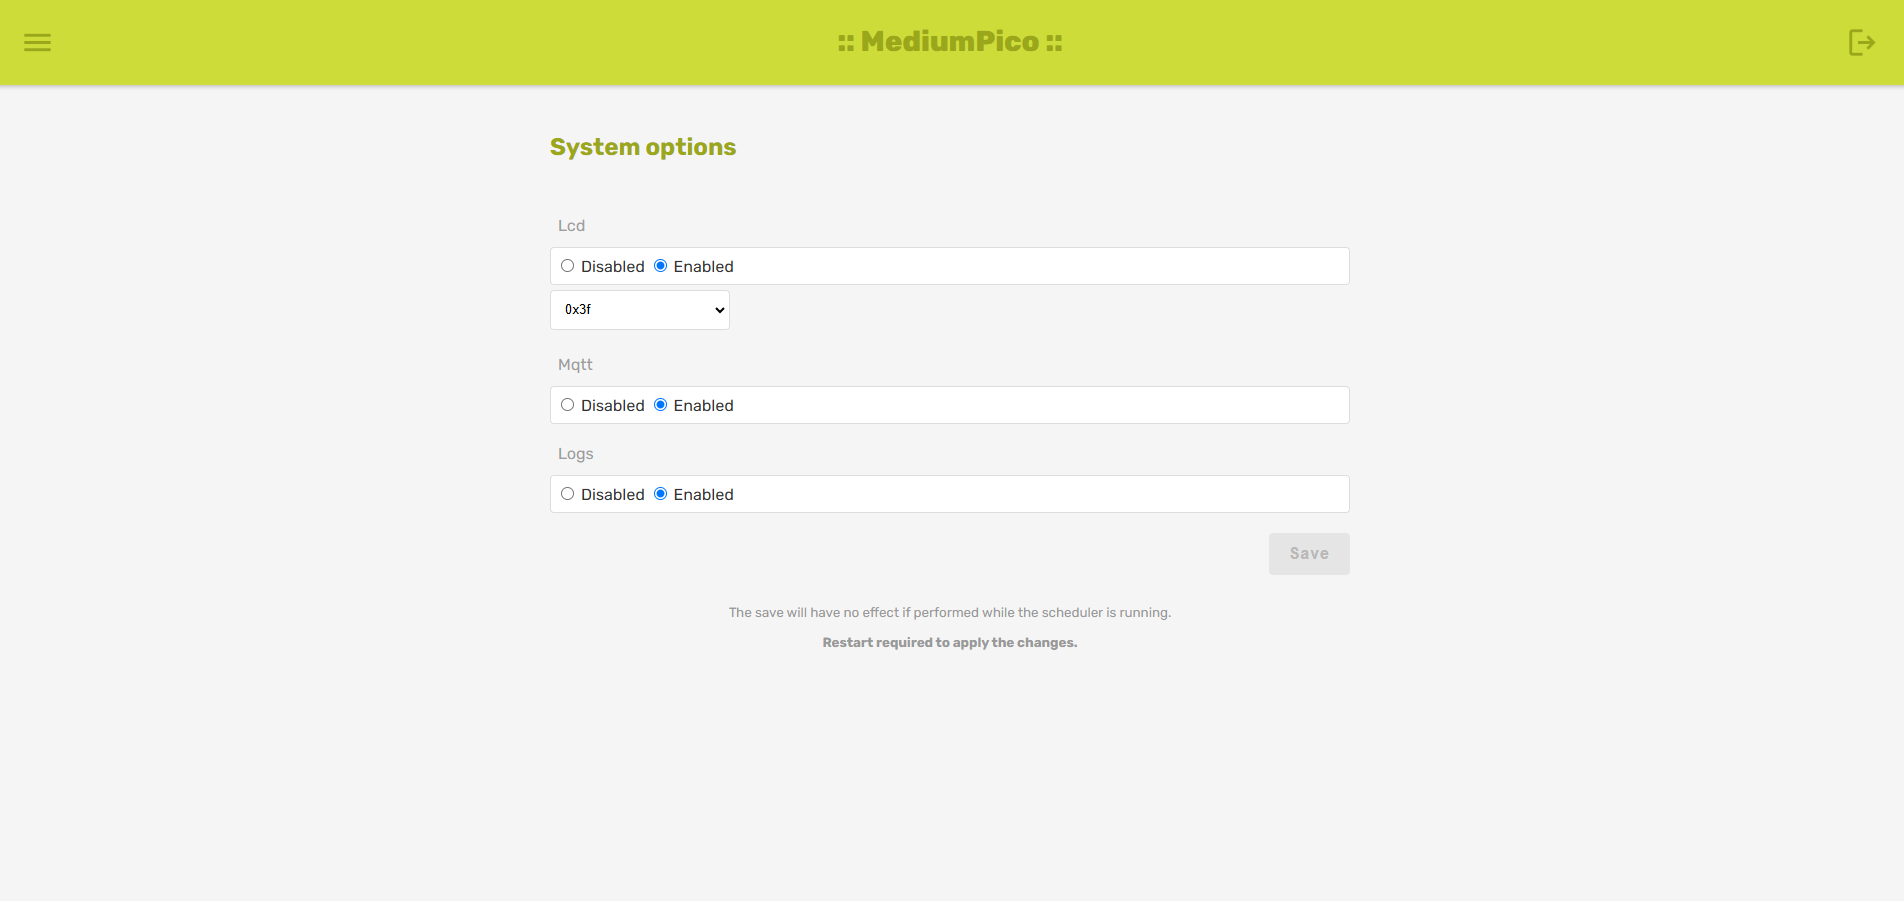 :: MediumPico ::
System options
Lcd
Disabled Enabled
0x3f
Mqtt
Disabled Enabled
Logs
Disabled Enabled
Save
The save will have no effect if performed while the scheduler is running.
Restart required to apply the changes.